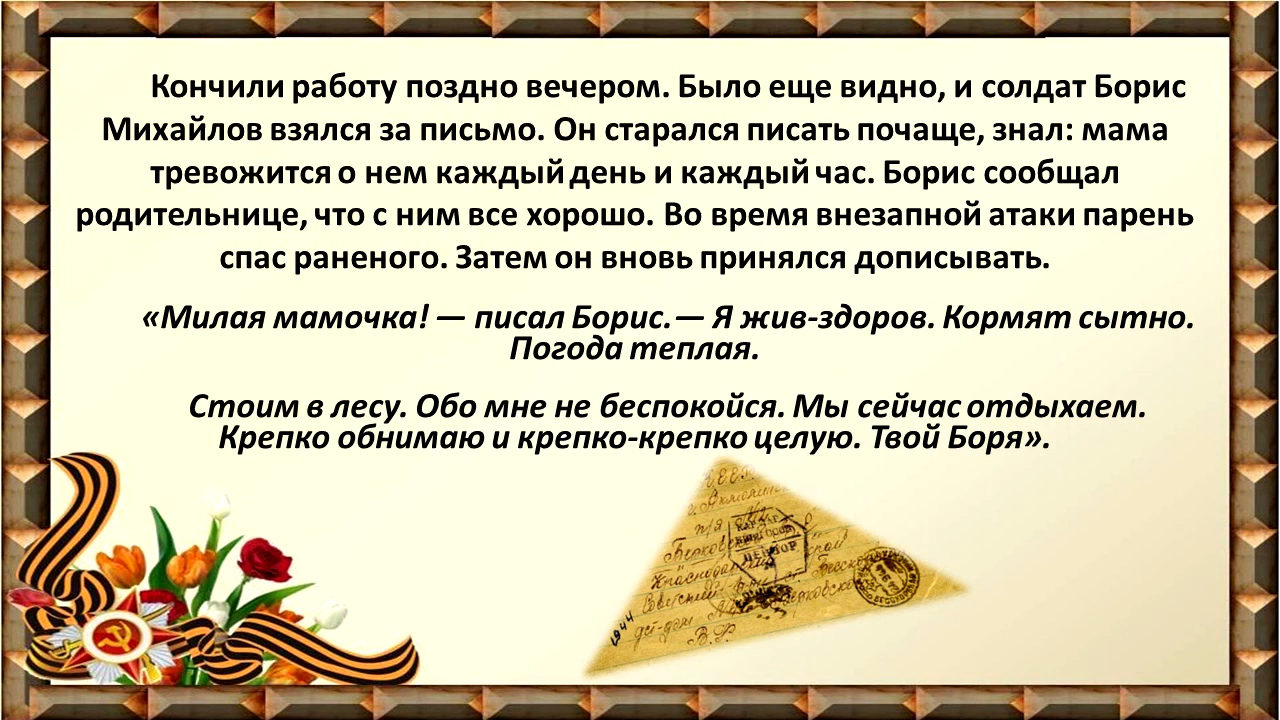 Кончили работу поздно вечером. Было еще видно, и солдат Борис
Михайлов взялся за письмо. Он старался писать почаще, знал: мама
тревожится о нем каждый день и каждый час. Борис сообщал
родительнице, что с ним все хорошо. Во время внезапной атаки парень
спас раненого. Затем он вновь принялся дописывать.
«Милая мамочка! — писал Борис.— Я жив-здоров. Кормят сытно.
Погода теплая.
Стоим в лесу. Обо мне не беспокойся. Мы сейчас отдыхаем.
Крепко обнимаю и крепко-крепко целую. Твой Боря».
п/я
Советский
1944
В.Ф.